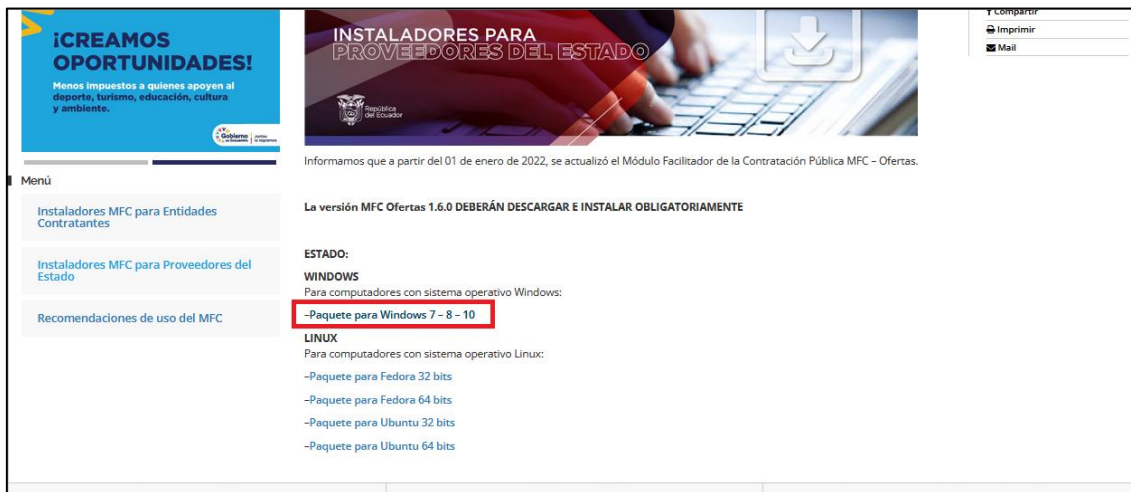 ¡CREAMOS
OPORTUNIDADES!
Menos impuestos a quienes apoyen al
deporte, turismo, educación, cultura
y ambiente.
Gobierno
Juntos
lo logramos
INSTALADORES PARA
PROVEEDORES DEL ESTADO
República
del Ecuador
Compartir
Imprimir
Mail
Informamos que a partir del 01 de enero de 2022, se actualizó el Módulo Facilitador de la Contratación Pública MFC – Ofertas.
Menú
Instaladores MFC para Entidades
Contratantes
Instaladores MFC para Proveedores del
Estado
Recomendaciones de uso del MFC
La versión MFC Ofertas 1.6.0 DEBERÁN DESCARGAR E INSTALAR OBLIGATORIAMENTE
ESTADO:
WINDOWS
Para computadores con sistema operativo Windows:
–Paquete para Windows 7 – 8 – 10
LINUX
Para computadores con sistema operativo Linux:
–Paquete para Fedora 32 bits
–Paquete para Fedora 64 bits
–Paquete para Ubuntu 32 bits
–Paquete para Ubuntu 64 bits